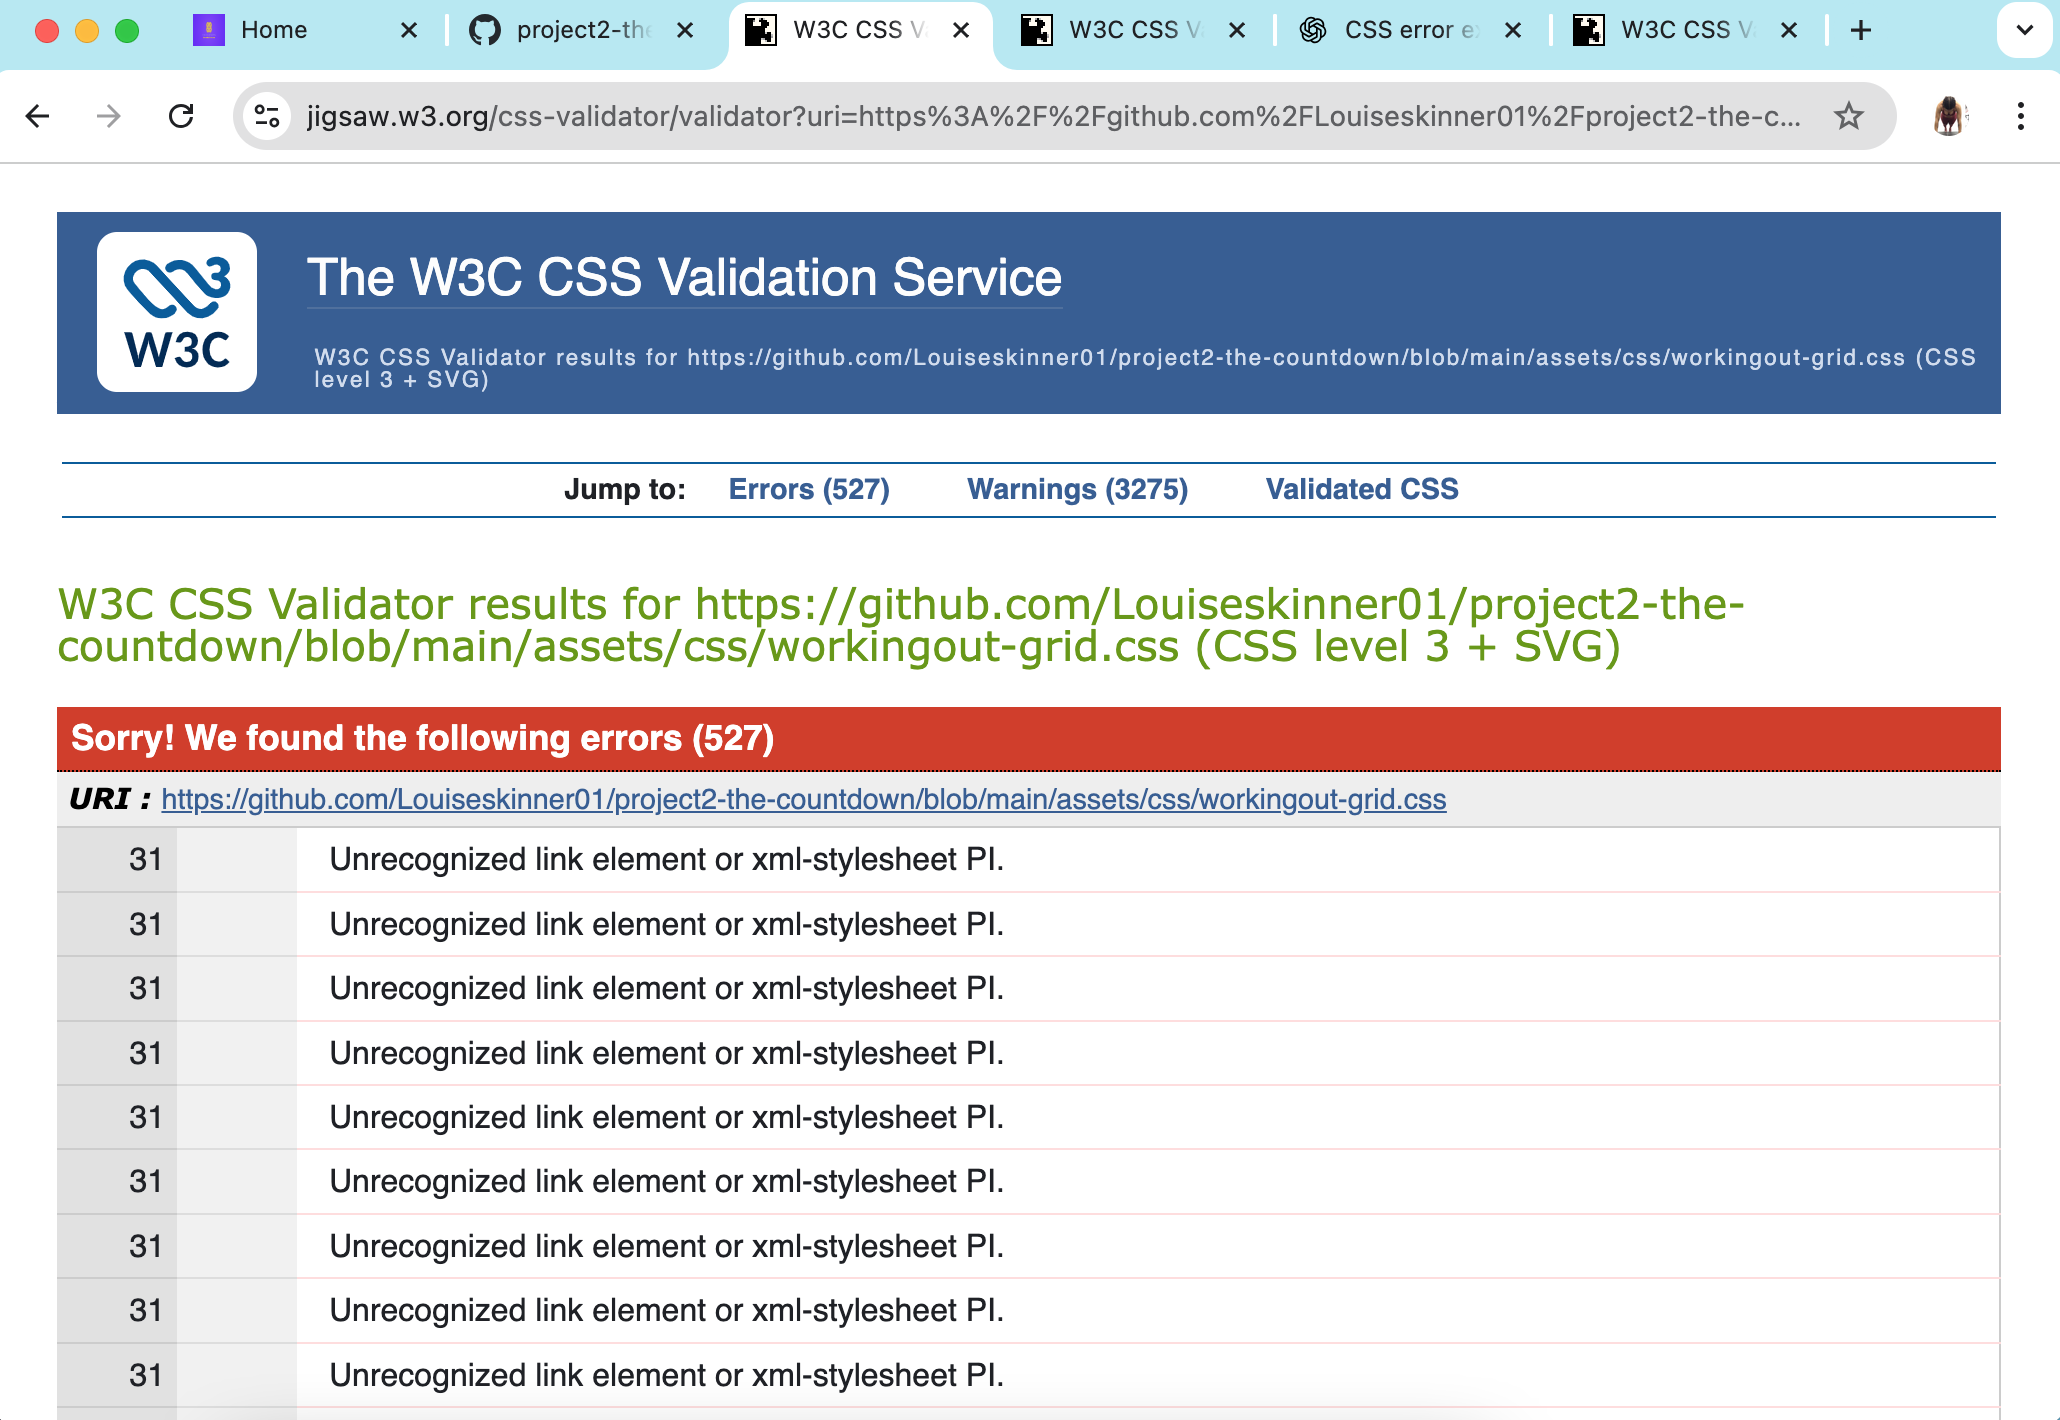 Home
project2-the
W3C CSS V
W3C CSS V
CSS error e
W3C CSS V
jigsaw.w3.org/css-validator/validator?uri=https%3A%2F%2Fgithub.com%2FLouiseskinner01%2Fproject2-the-c...
W3C
The W3C CSS Validation Service
W3C CSS Validator results for https://github.com/Louiseskinner01/project2-the-countdown/blob/main/assets/css/workingout-grid.css (CSS
level 3 + SVG)
Jump to: Errors (527) Warnings (3275) Validated CSS
W3C CSS Validator results for https://github.com/Louiseskinner01/project2-the-
countdown/blob/main/assets/css/workingout-grid.css (CSS level 3 + SVG)
Sorry! We found the following errors (527)
URI : https://github.com/Louiseskinner01/project2-the-countdown/blob/main/assets/css/workingout-grid.css
31 Unrecognized link element or xml-stylesheet PI.
31 Unrecognized link element or xml-stylesheet PI.
31 Unrecognized link element or xml-stylesheet PI.
31 Unrecognized link element or xml-stylesheet PI.
31 Unrecognized link element or xml-stylesheet PI.
31 Unrecognized link element or xml-stylesheet PI.
31 Unrecognized link element or xml-stylesheet PI.
31 Unrecognized link element or xml-stylesheet PI.
31 Unrecognized link element or xml-stylesheet PI.